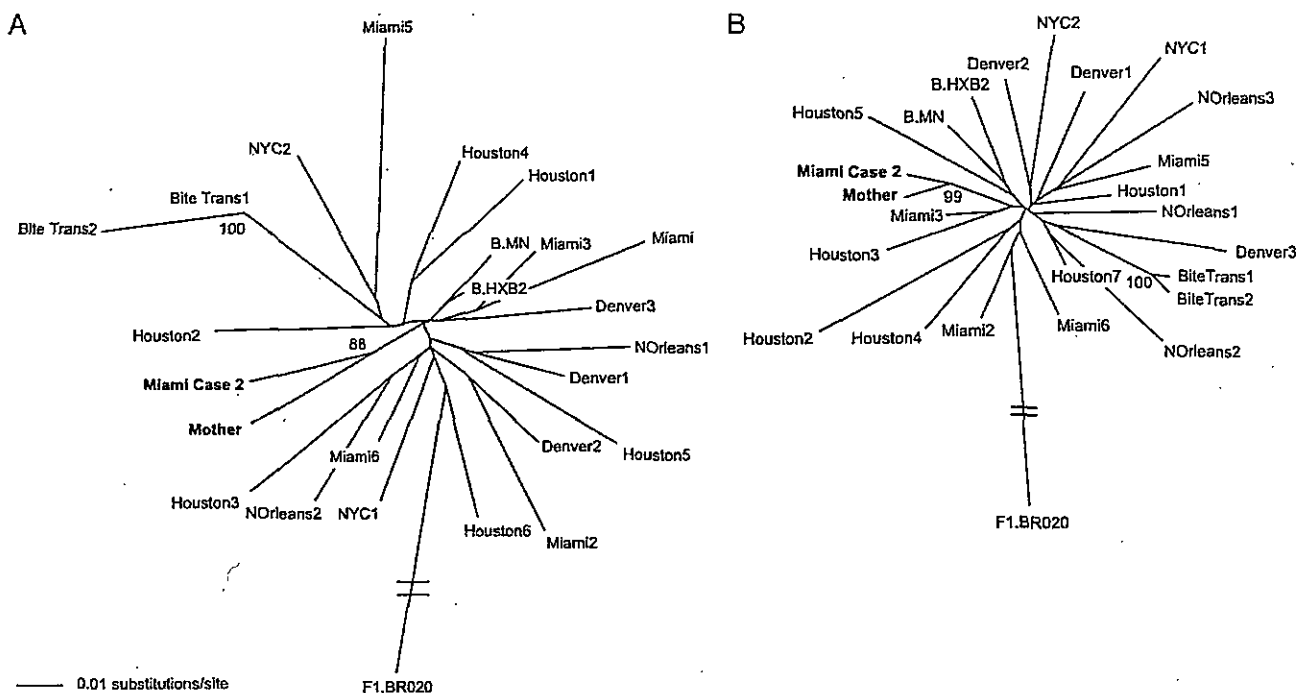 A
Miami5
NYC2
Houston4
Houston1
Bite Trans1
Bite Trans2
100
B.MN
Miami3
Miami
B.HXB2
Denver3
Houston2
88
NOrleans1
Miami Case 2
Denver1
Mother
Denver2
Miami6
Houston5
Houston3
NOrleans2
NYC1
Houston6
Miami2
F1.BR020
0.01 substitutions/site
B
NYC2
NYC1
Denver2
Denver1
B.HXB2
NOrleans3
Houston5
B.MN
Miami5
Miami Case 2
Houston1
Mother
99
Miami3
NOrleans1
Houston3
Denver3
Houston7
100
BiteTrans1
BiteTrans2
Houston2
Houston4
Miami2
Miami6
NOrleans2
F1.BR020